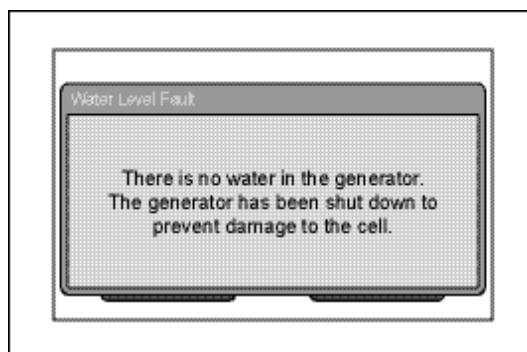 Water Level Fault
There is no water in the generator.
The generator has been shut down to
prevent damage to the cell.